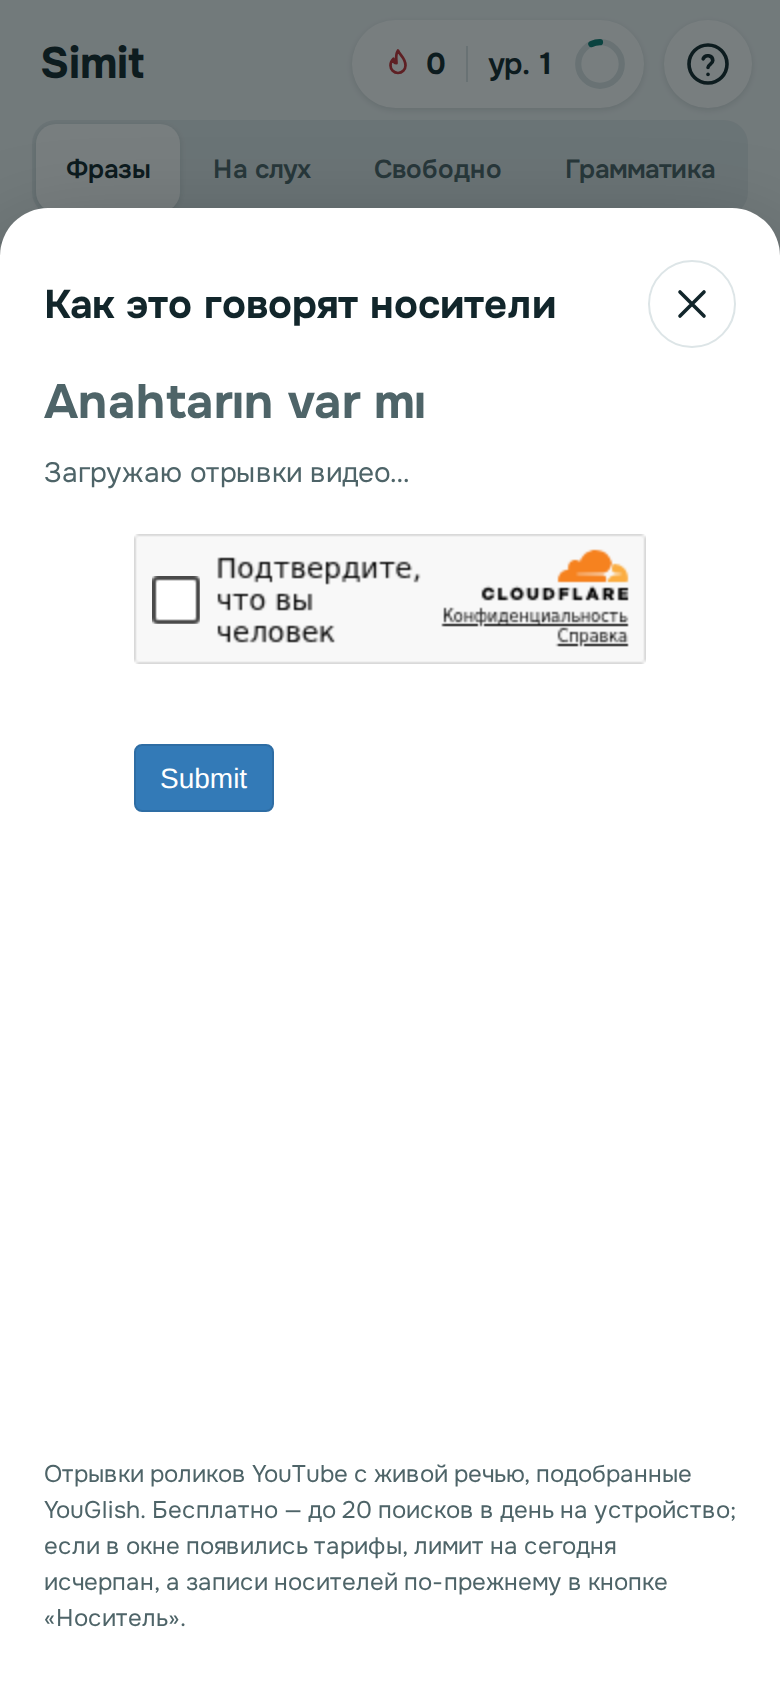 Simit
0
ур. 1
Фразы
На слух
Свободно
Грамматика
Как это говорят носители
Anahtarın var mı
Загружаю отрывки видео...
Подтвердите,
что вы
человек
CLOUDFLARE
Конфиденциальность
Справка
Submit
Отрывки роликов YouTube с живой речью, подобранные
YouGlish. Бесплатно — до 20 поисков в день на устройство;
если в окне появились тарифы, лимит на сегодня
исчерпан, а записи носителей по-прежнему в кнопке
«Носитель».